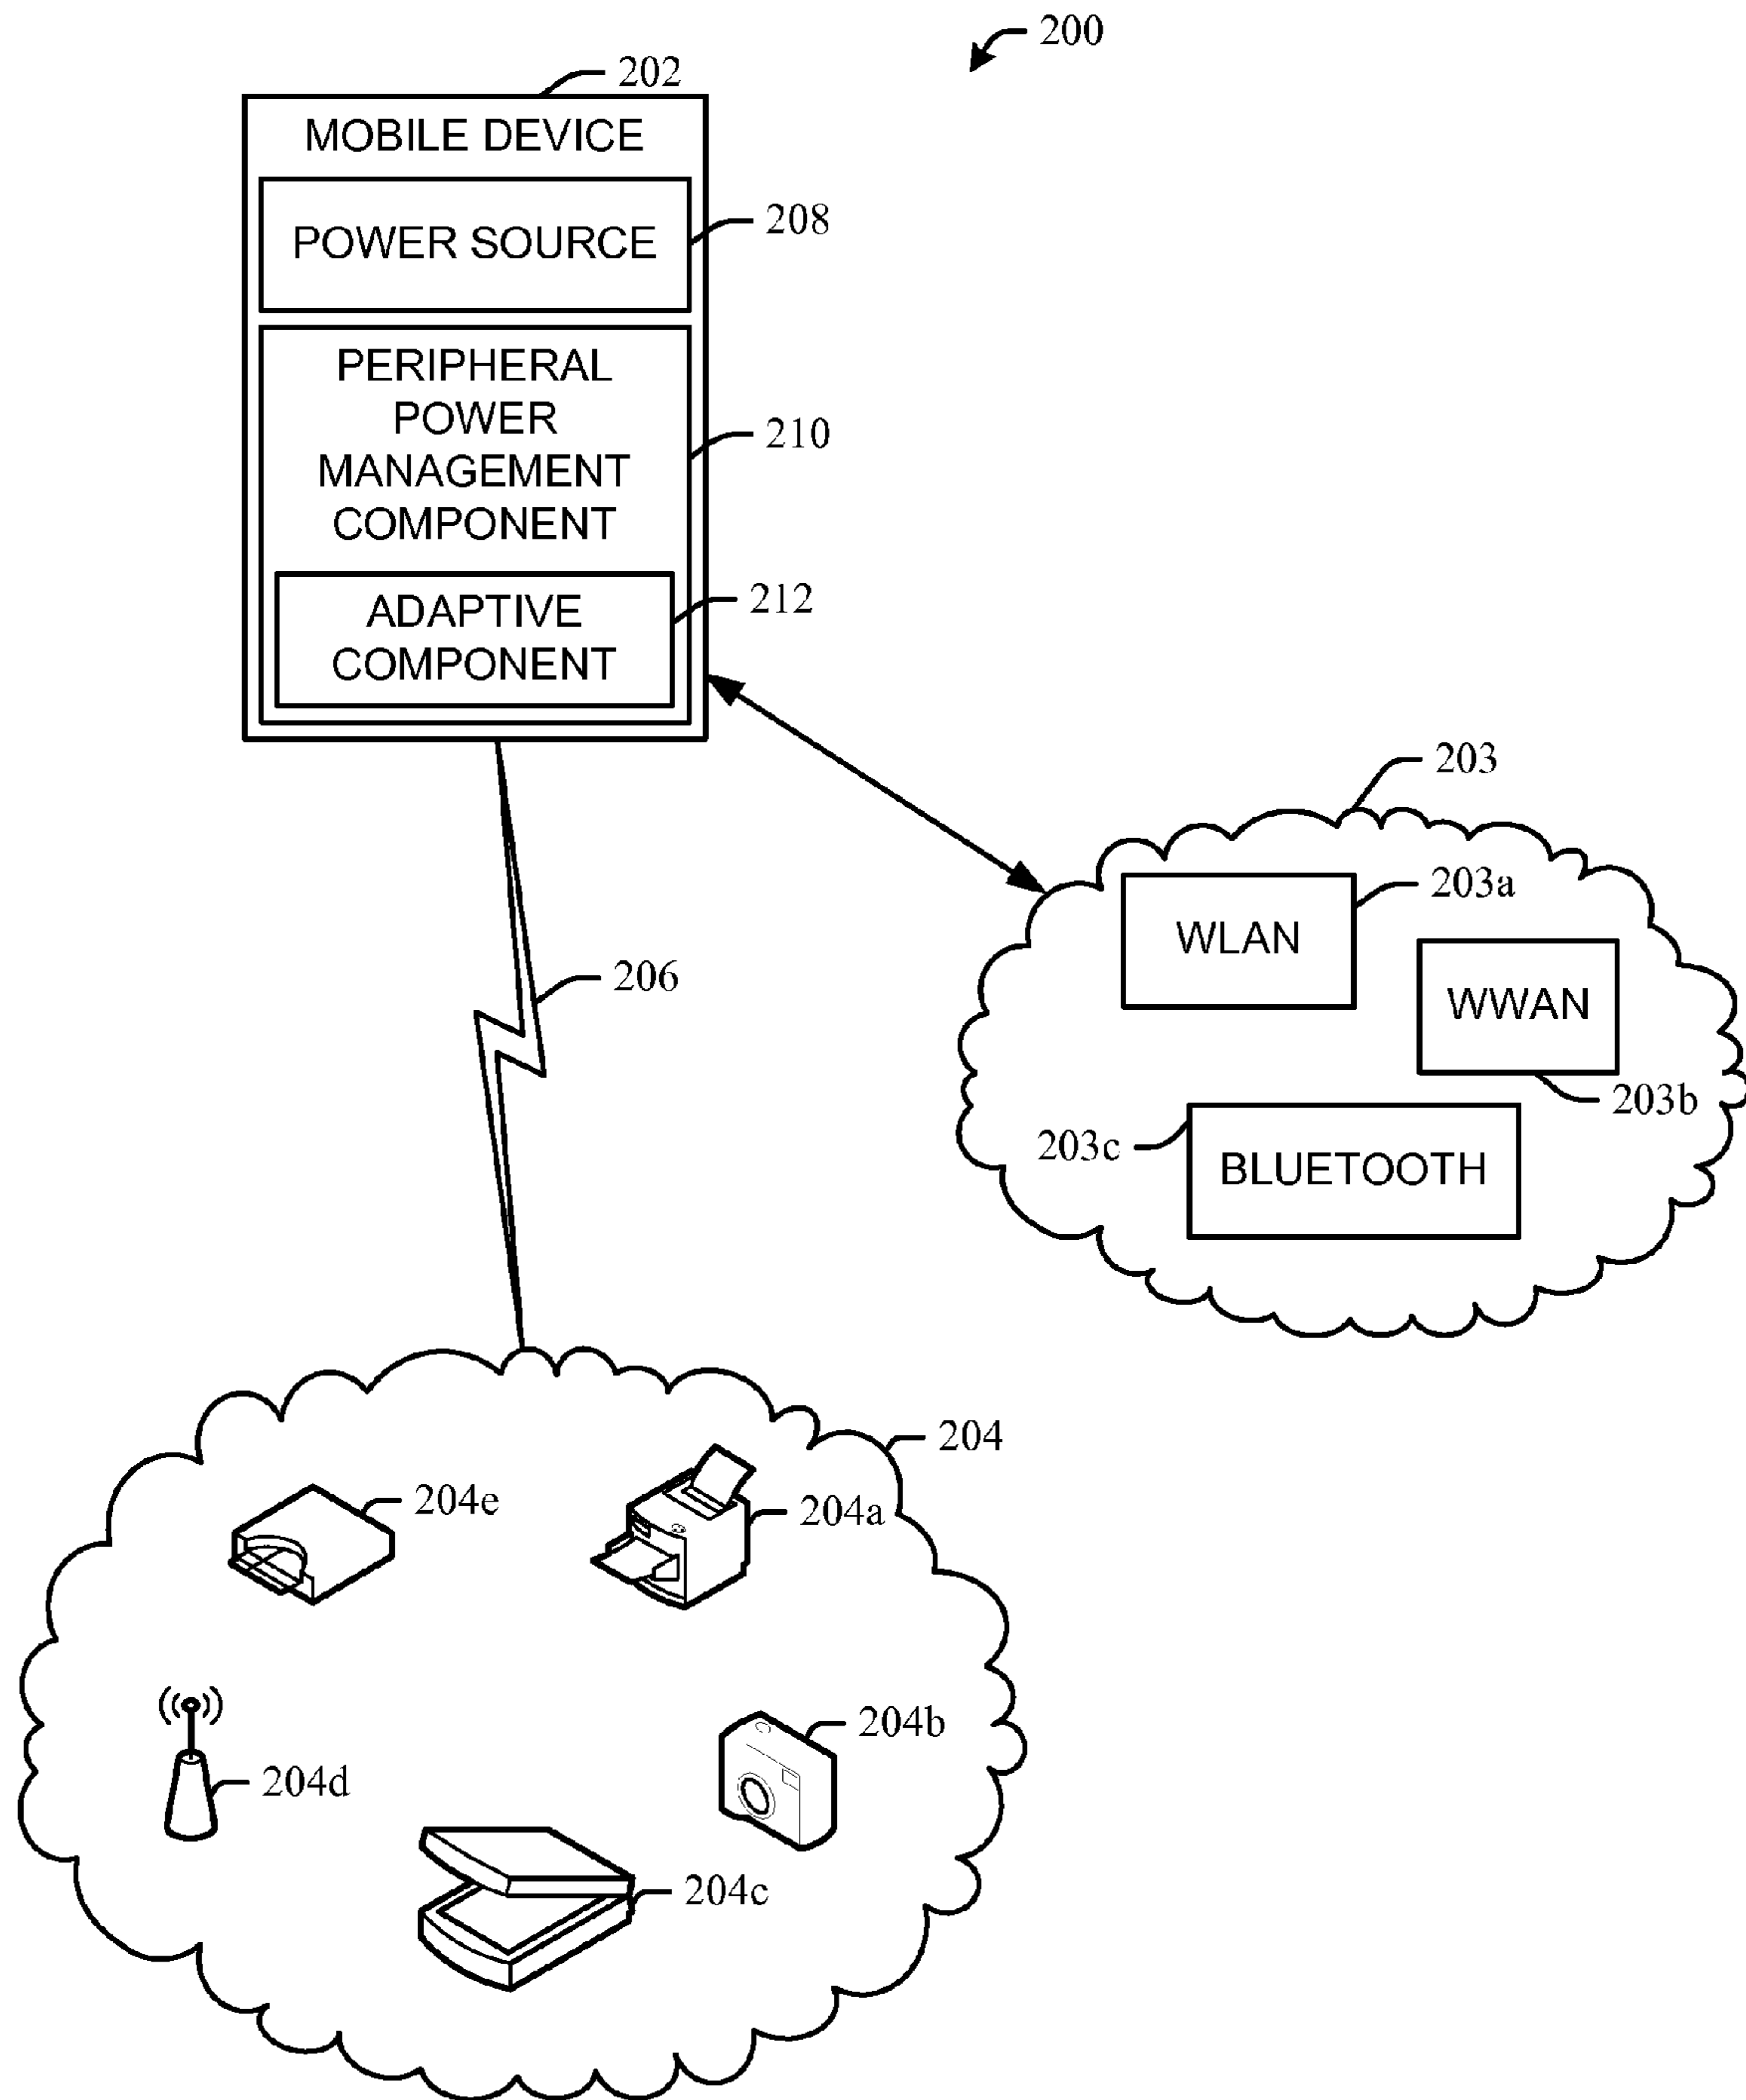 200
202
MOBILE DEVICE
POWER SOURCE
208
PERIPHERAL
POWER
MANAGEMENT
COMPONENT
210
ADAPTIVE
COMPONENT
212
203
WLAN
203a
WWAN
203b
203c
BLUETOOTH
206
204
204e
204a
204b
204d
204c